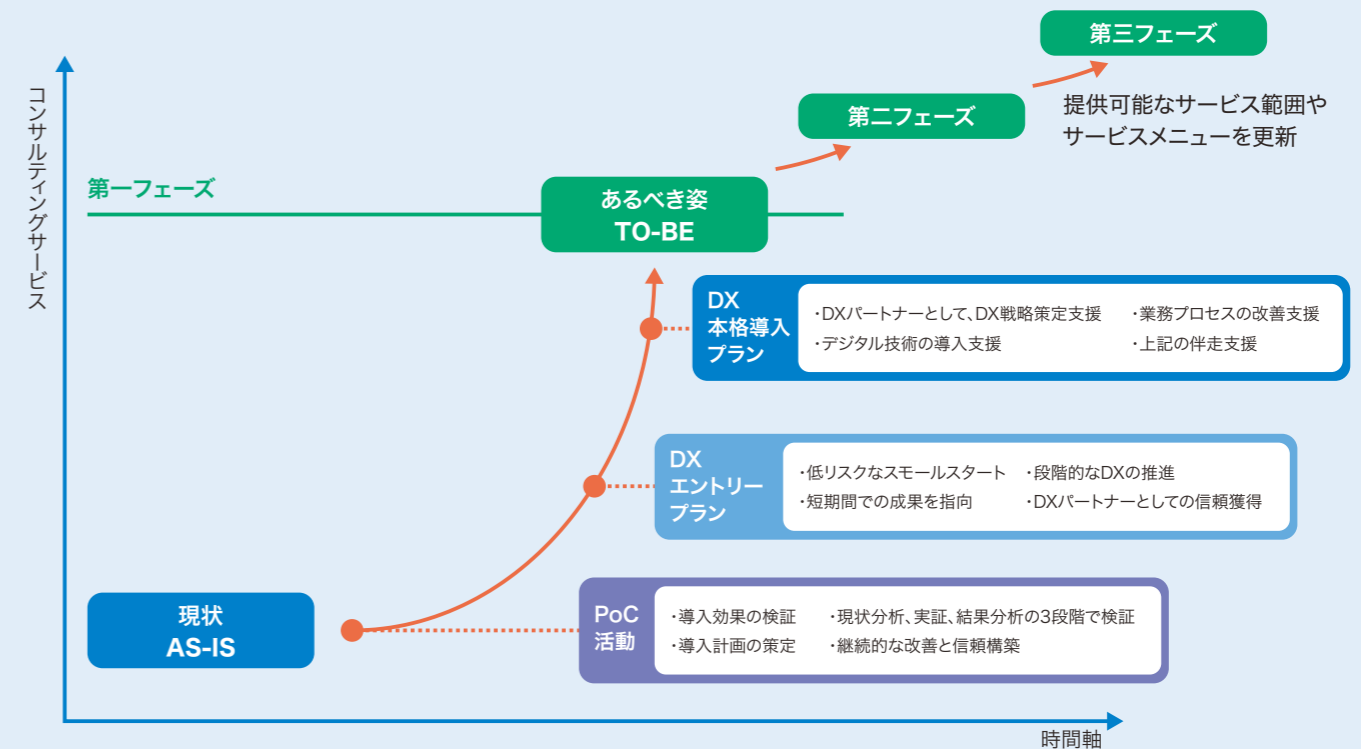 コンサルティングサービス
第三フェーズ
提供可能なサービス範囲や
サービスメニューを更新
第二フェーズ
第一フェーズ
あるべき姿
TO-BE
DX
本格導入
プラン
・DXパートナーとして、DX戦略策定支援
・業務プロセスの改善支援
・デジタル技術の導入支援
・上記の伴走支援
DX
エントリー
プラン
・低リスクなスモールスタート
・段階的なDXの推進
・短期間での成果を指向
・DXパートナーとしての信頼獲得
現状
AS-IS
PoC
活動
・導入効果の検証
・現状分析、実証、結果分析の3段階で検証
・導入計画の策定
・継続的な改善と信頼構築
時間軸